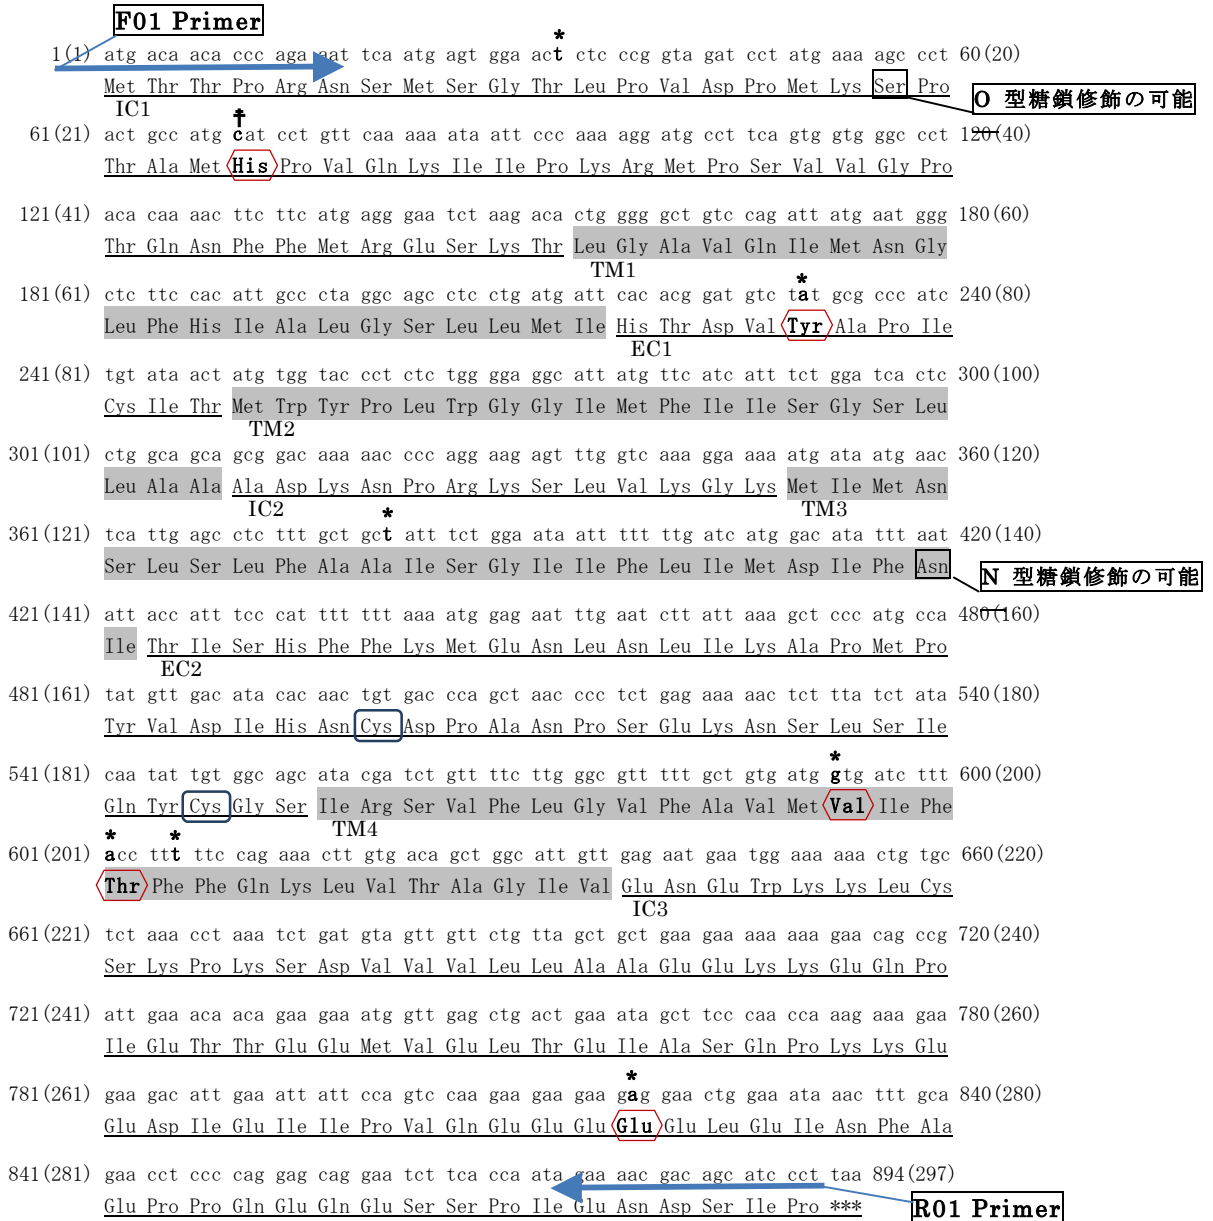 F01 Primer
*
1(1) atg aca aca ccc aga aat tca atg agt gga act ctc ccg gta gat cct atg aaa agc cct 60(20)
Met Thr Thr Pro Arg Asn Ser Met Ser Gly Thr Leu Pro Val Asp Pro Met Lys Ser Pro
IC1
O 型糖鎖修飾の可能
‡
61(21) act gcc atg cat cct gtt caa aaa ata att ccc aaa agg atg cct tca gtg gtg ggc cct 120(40)
Thr Ala Met His Pro Val Gln Lys Ile Ile Pro Lys Arg Met Pro Ser Val Val Gly Pro
121(41) aca caa aac ttc ttc atg agg gaa tct aag aca ctg ggg gct gtc cag att atg aat ggg 180(60)
Thr Gln Asn Phe Phe Met Arg Glu Ser Lys Thr Leu Gly Ala Val Gln Ile Met Asn Gly
TM1
*
181(61) ctc ttc cac att gcc cta ggc agc ctc ctg atg att cac acg gat gtc tat gcg ccc atc 240(80)
Leu Phe His Ile Ala Leu Gly Ser Leu Leu Met Ile His Thr Asp Val Tyr Ala Pro Ile
EC1
241(81) tgt ata act atg tgg tac cct ctc tgg gga ggc att atg ttc atc att tct gga tca ctc 300(100)
Cys Ile Thr Met Trp Tyr Pro Leu Trp Gly Gly Ile Met Phe Ile Ile Ser Gly Ser Leu
TM2
301(101) ctg gca gca gcg gac aaa aac ccc agg aag agt ttg gtc aaa gga aaa atg ata atg aac 360(120)
Leu Ala Ala Ala Asp Lys Asn Pro Arg Lys Ser Leu Val Lys Gly Lys Met Ile Met Asn
IC2 TM3
*
361(121) tca ttg agc ctc ttt gct gct att tct gga ata att ttt ttg atc atg gac ata ttt aat 420(140)
Ser Leu Ser Leu Phe Ala Ala Ile Ser Gly Ile Ile Phe Leu Ile Met Asp Ile Phe Asn
N 型糖鎖修飾の可能
421(141) att acc att tcc cat ttt ttt aaa atg gag aat ttg aat ctt att aaa gct ccc atg cca 480(160)
Ile Thr Ile Ser His Phe Phe Lys Met Glu Asn Leu Asn Leu Ile Lys Ala Pro Met Pro
EC2
481(161) tat gtt gac ata cac aac tgt gac cca gct aac ccc tct gag aaa aac tct tta tct ata 540(180)
Tyr Val Asp Ile His Asn Cys Asp Pro Ala Asn Pro Ser Glu Lys Asn Ser Leu Ser Ile
*
541(181) caa tat tgt ggc agc ata cga tct gtt ttc ttg ggc gtt ttt gct gtg atg gtg atc ttt 600(200)
Gln Tyr Cys Gly Ser Ile Arg Ser Val Phe Leu Gly Val Phe Ala Val Met Val Ile Phe
TM4
* *
601(201) acc ttt ttc cag aaa ctt gtg aca gct ggc att gtt gag aat gaa tgg aaa aaa ctg tgc 660(220)
Thr Phe Phe Gln Lys Leu Val Thr Ala Gly Ile Val Glu Asn Glu Trp Lys Lys Leu Cys
IC3
661(221) tct aaa cct aaa tct gat gta gtt gtt ctg tta gct gct gaa gaa aaa aaa gaa cag ccg 720(240)
Ser Lys Pro Lys Ser Asp Val Val Val Leu Leu Ala Ala Glu Glu Lys Lys Glu Gln Pro
721(241) att gaa aca aca gaa gaa atg gtt gag ctg act gaa ata gct tcc caa cca aag aaa gaa 780(260)
Ile Glu Thr Thr Glu Glu Met Val Glu Leu Thr Glu Ile Ala Ser Gln Pro Lys Lys Glu
*
781(261) gaa gac att gaa att att cca gtc caa gaa gaa gaa gag gaa ctg gaa ata aac ttt gca 840(280)
Glu Asp Ile Glu Ile Ile Pro Val Gln Glu Glu Glu Glu Glu Leu Glu Ile Asn Phe Ala
841(281) gaa cct ccc cag gag cag gaa tct tca cca ata gaa aac gac agc atc cct taa 894(297)
Glu Pro Pro Gln Glu Gln Glu Ser Ser Pro Ile Glu Asn Asp Ser Ile Pro ***
R01 Primer